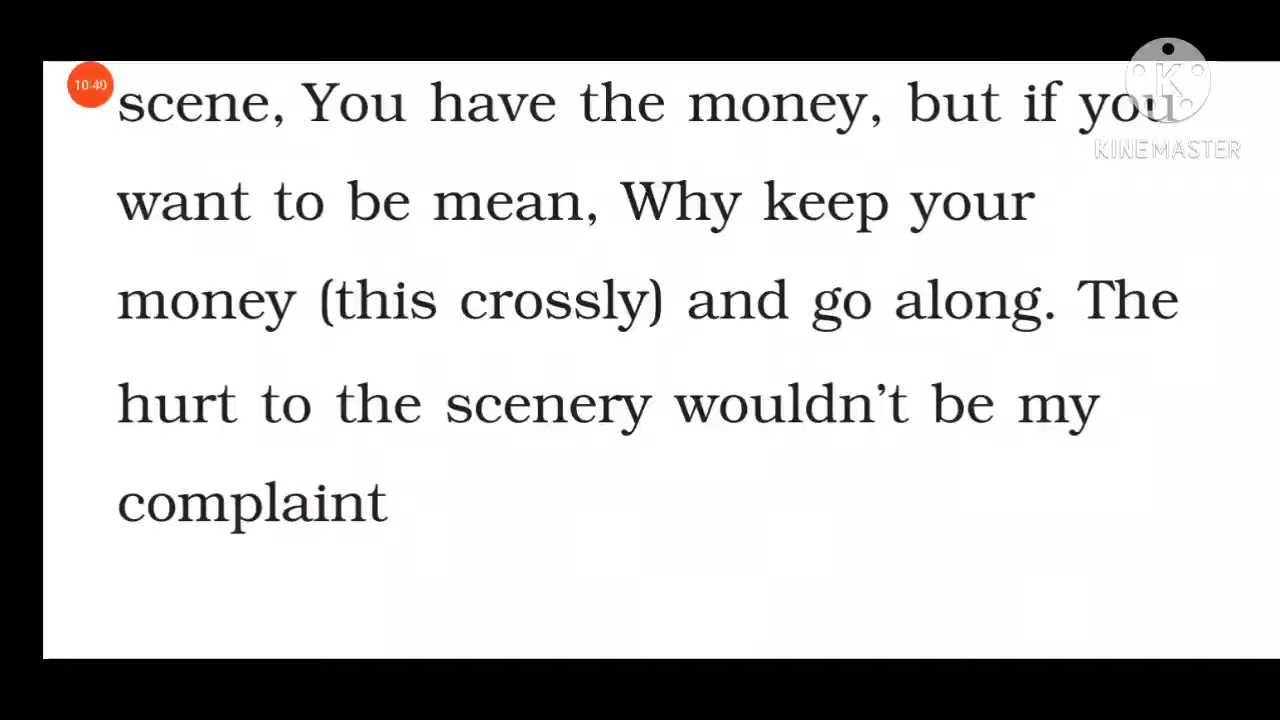 10:40
scene, You have the money, but if you
KINEMASTER
want to be mean, Why keep your
money (this crossly) and go along. The
hurt to the scenery wouldn't be my
complaint